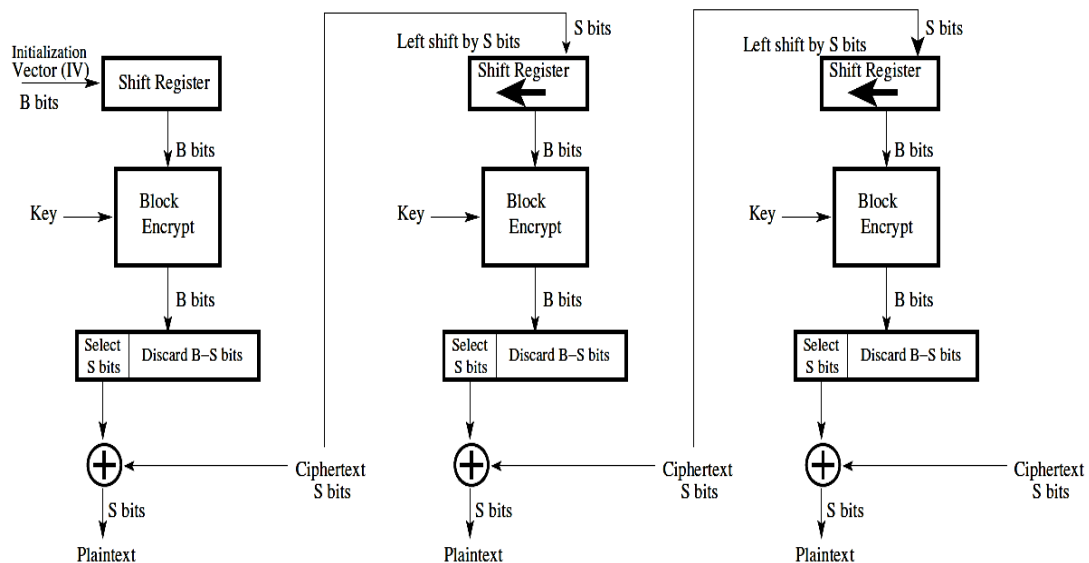 S bits
S bits
Left shift by S bits
Left shift by S bits
Initialization
Vector (IV)
B bits
Shift Register
Shift Register
Shift Register
B bits
B bits
B bits
Key
Block
Encrypt
Key
Block
Encrypt
Key
Block
Encrypt
B bits
B bits
B bits
Select
S bits
Discard B–S bits
Select
S bits
Discard B–S bits
Select
S bits
Discard B–S bits
Ciphertext
S bits
Ciphertext
S bits
Ciphertext
S bits
S bits
S bits
S bits
Plaintext
Plaintext
Plaintext